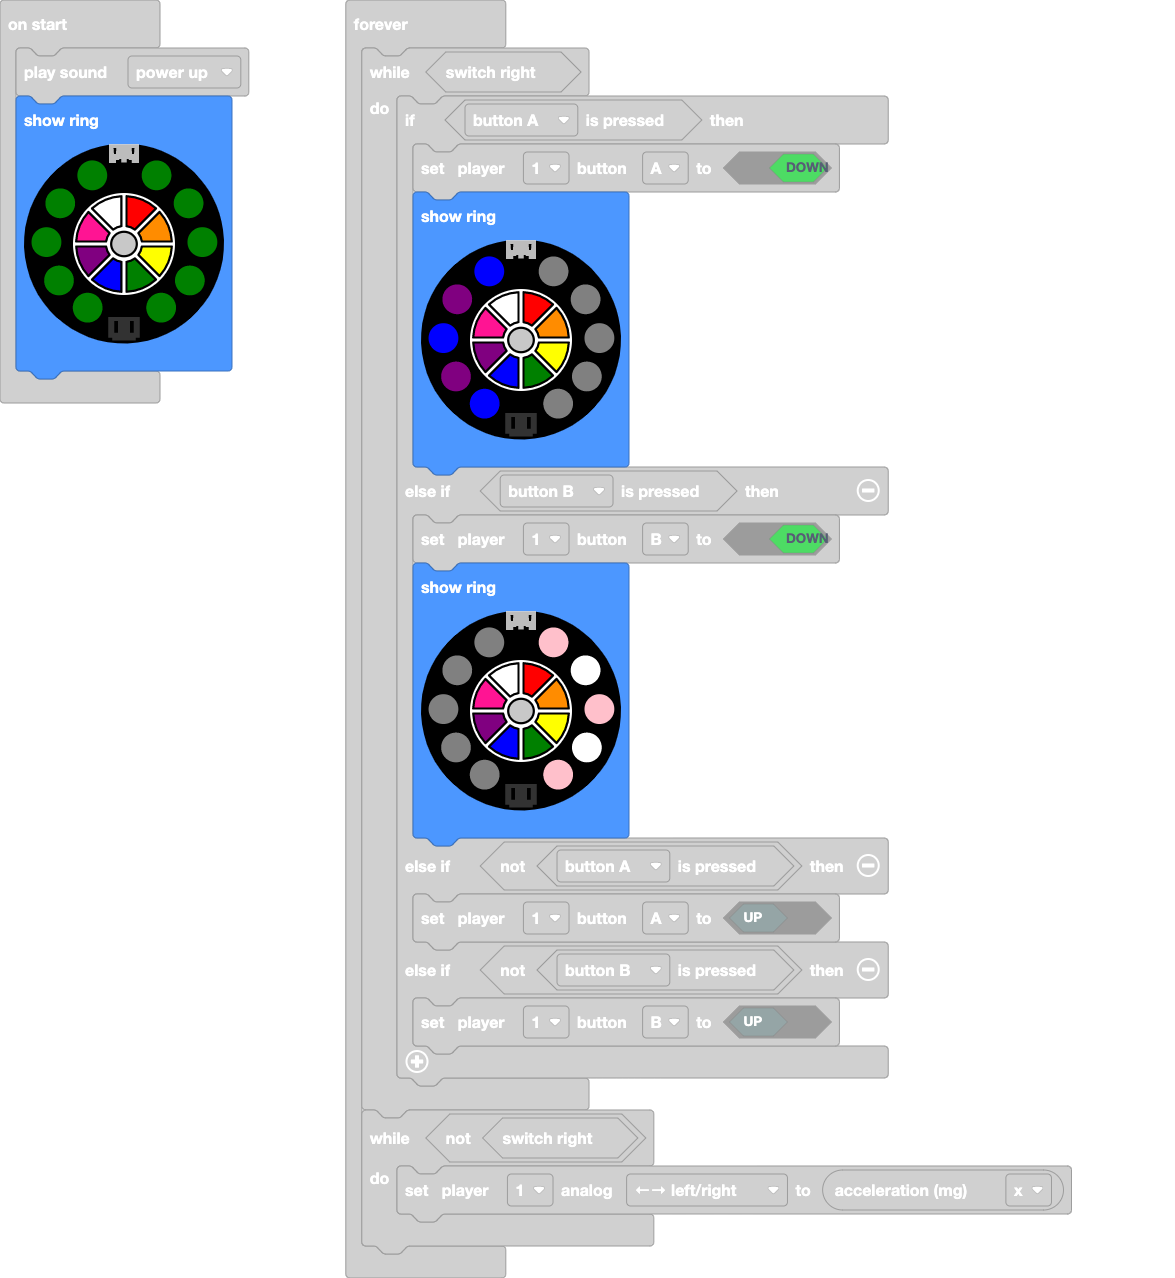 on start
play sound power up
show ring
forever
while switch right
do
if button A is pressed then
set player 1 button A to DOWN
show ring
else if button B is pressed then
set player 1 button B to DOWN
show ring
else if not button A is pressed then
set player 1 button A to UP
else if not button B is pressed then
set player 1 button B to UP
while not switch right
do
set player 1 analog ←→ left/right to acceleration (mg) x